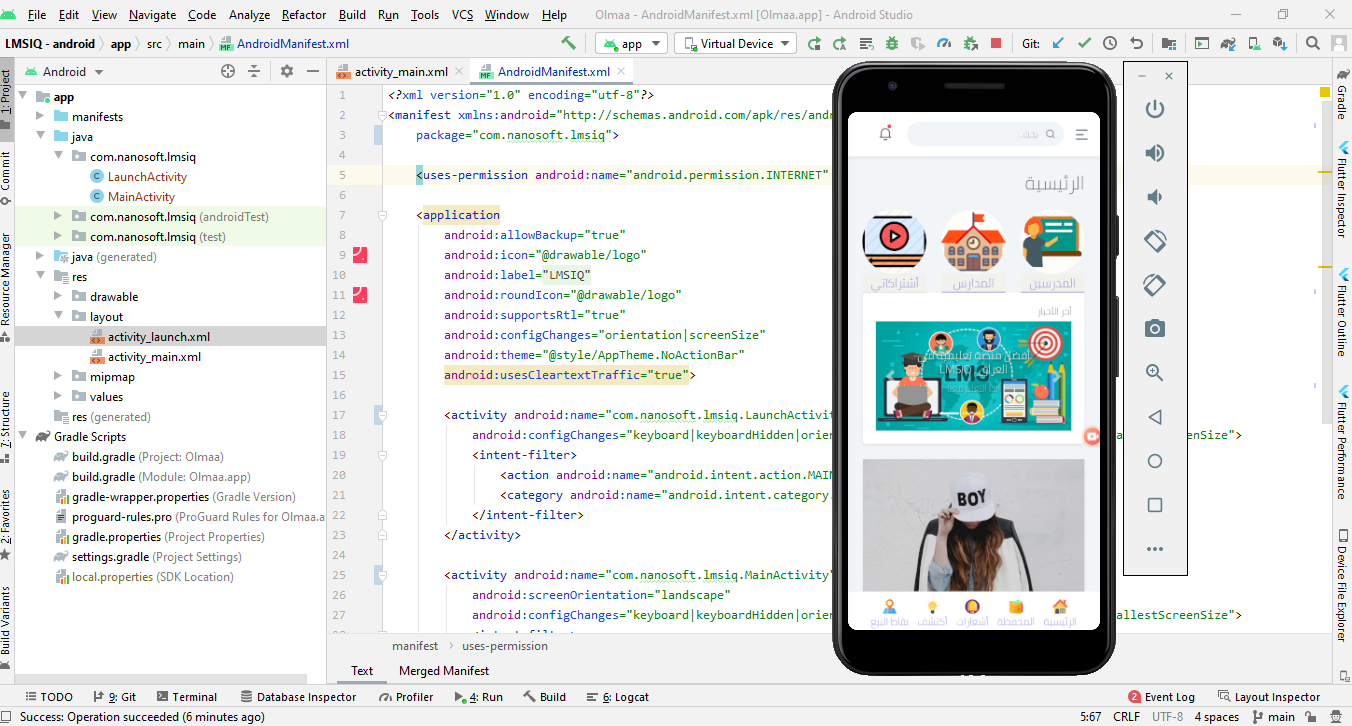 File Edit View Navigate Code Analyze Refactor Build Run Tools VCS Window Help Olmaa - AndroidManifest.xml [Olmaa.app] - Android Studio
LMSIQ - android app src main AndroidManifest.xml app Virtual Device Git:
Android
activity_main.xml
AndroidManifest.xml
1: Project
Commit
Resource Manager
7: Structure
2: Favorites
Build Variants
app
manifests
java
com.nanosoft.lmsiq
LaunchActivity
MainActivity
com.nanosoft.lmsiq (androidTest)
com.nanosoft.lmsiq (test)
java (generated)
res
drawable
layout
activity_launch.xml
activity_main.xml
mipmap
values
res (generated)
Gradle Scripts
build.gradle (Project: Olmaa)
build.gradle (Module: Olmaa.app)
gradle-wrapper.properties (Gradle Version)
proguard-rules.pro (ProGuard Rules for Olmaa.a
gradle.properties (Project Properties)
settings.gradle (Project Settings)
local.properties (SDK Location)
1 <?xml version="1.0" encoding="utf-8"?>
2 <manifest xmlns:android="http://schemas.android.com/apk/res/andr
3 package="com.nanosoft.lmsiq">
4
5 <uses-permission android:name="android.permission.INTERNET"
6
7 <application
8 android:allowBackup="true"
9 android:icon="@drawable/logo"
10 android:label="LMSIQ"
11 android:roundIcon="@drawable/logo"
12 android:supportsRtl="true"
13 android:configChanges="orientation|screenSize"
14 android:theme="@style/AppTheme.NoActionBar"
15 android:usesCleartextTraffic="true">
16
17 <activity android:name="com.nanosoft.lmsiq.LaunchActivit
18 android:configChanges="keyboard|keyboardHidden|orien allestScreenSize">
19 <intent-filter>
20 <action android:name="android.intent.action.MAIN
21 <category android:name="android.intent.category.
22 </intent-filter>
23 </activity>
24
25 <activity android:name="com.nanosoft.lmsiq.MainActivity"
26 android:screenOrientation="landscape"
27 android:configChanges="keyboard|keyboardHidden|orien allestScreenSize">
manifest uses-permission
Text Merged Manifest
بحث...
الرئيسية
المدرسين
المدارس
أشتراكاتي
آخر الأخبار
أفضل منصة تعليمية في
العراق LMSIQ
LMS
BOY
الرئيسية
المحفظة
أشعارات
أكتشف
نقاط البيع
Gradle
Flutter Inspector
Flutter Outline
Flutter Performance
Device File Explorer
TODO 9: Git Terminal Database Inspector Profiler 4: Run Build 6: Logcat 2 Event Log Layout Inspector
Success: Operation succeeded (6 minutes ago) 5:67 CRLF UTF-8 4 spaces main